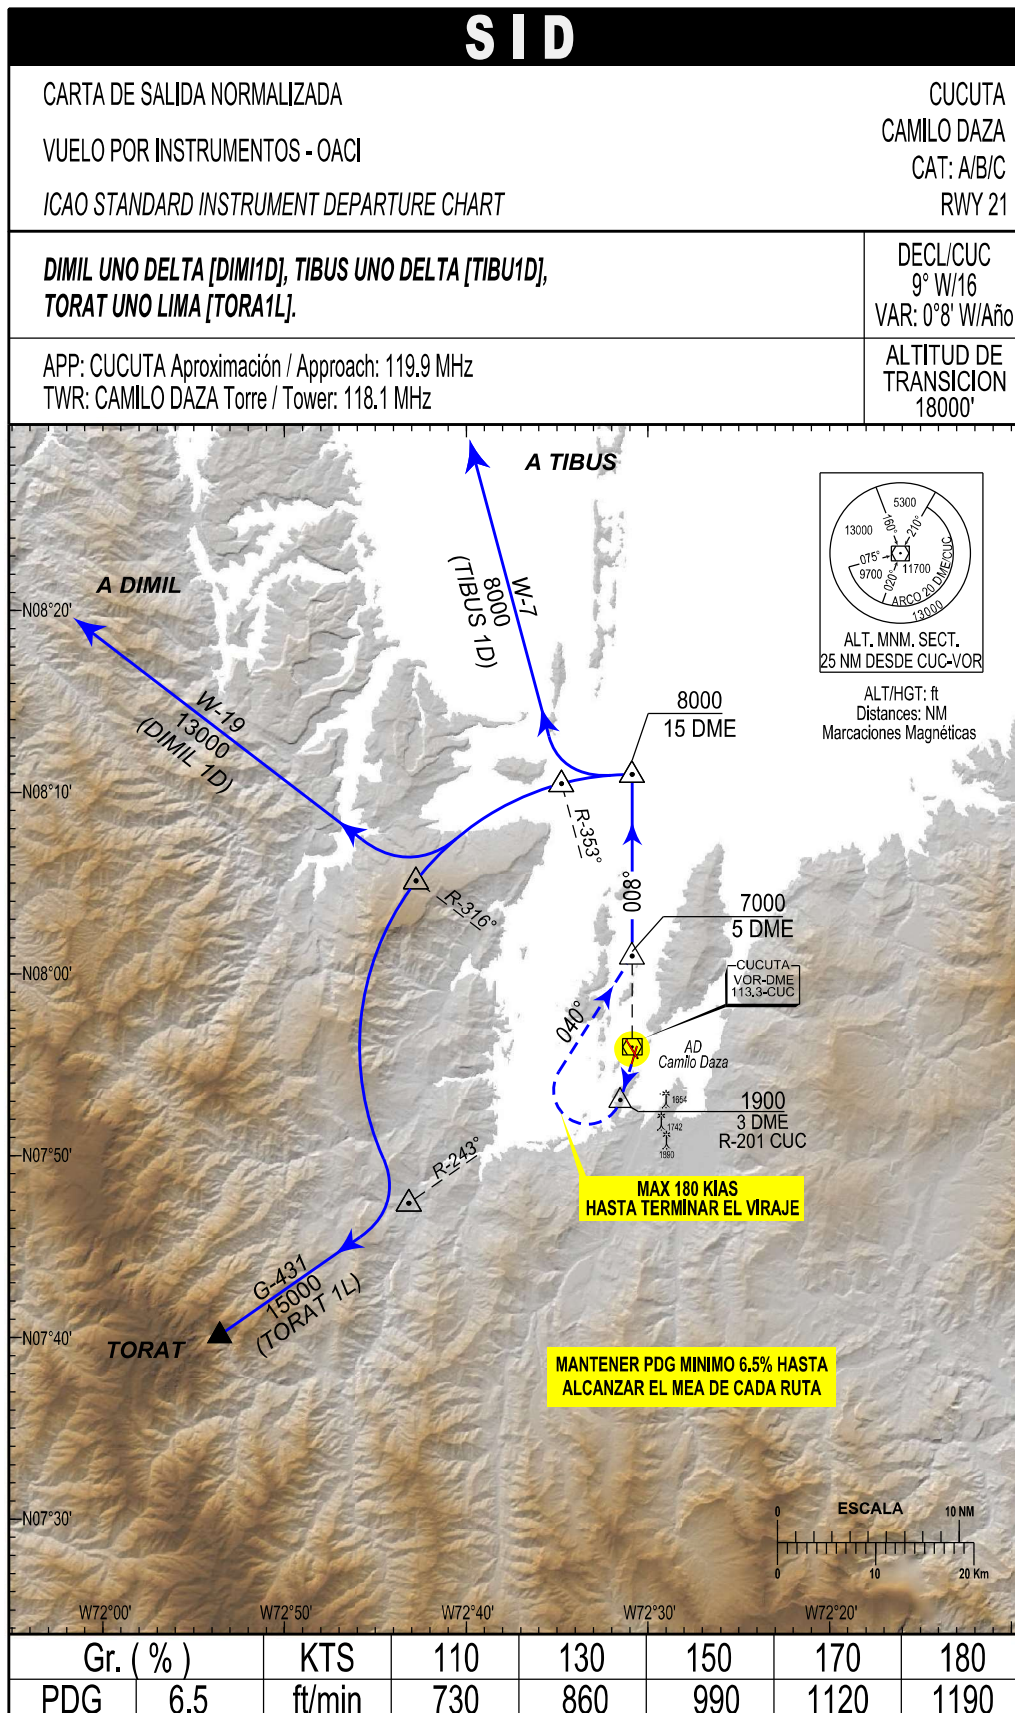 SID
CARTA DE SALIDA NORMALIZADA
VUELO POR INSTRUMENTOS - OACI
ICAO STANDARD INSTRUMENT DEPARTURE CHART
CUCUTA
CAMILO DAZA
CAT: A/B/C
RWY 21
DIMIL UNO DELTA [DIMI1D], TIBUS UNO DELTA [TIBU1D],
TORAT UNO LIMA [TORA1L].
DECL/CUC
9° W/16
VAR: 0°8' W/Año
APP: CUCUTA Aproximación / Approach: 119.9 MHz
TWR: CAMILO DAZA Torre / Tower: 118.1 MHz
ALTITUD DE
TRANSICION
18000'
A TIBUS
A DIMIL
W-7
8000
(TIBUS 1D)
W-19
13000
(DIMIL 1D)
5300
13000
160°
210°
075°
9700
11700
020°
ARCO 20 DME/CUC
13000
ALT. MNM. SECT.
25 NM DESDE CUC-VOR
ALT/HGT: ft
Distances: NM
Marcaciones Magnéticas
8000
15 DME
R-353°
R-316°
008°
7000
5 DME
CUCUTA
VOR-DME
113.3-CUC
040°
AD
Camilo Daza
1654
1742
1890
1900
3 DME
R-201 CUC
R-243°
MAX 180 KIAS
HASTA TERMINAR EL VIRAJE
G-431
15000
(TORAT 1L)
TORAT
MANTENER PDG MINIMO 6.5% HASTA
ALCANZAR EL MEA DE CADA RUTA
N08°20'
N08°10'
N08°00'
N07°50'
N07°40'
N07°30'
ESCALA
0 10 NM
0 10 20 Km
W72°00' W72°50' W72°40' W72°30' W72°20'
Gr. ( % ) KTS 110 130 150 170 180
PDG 6.5 ft/min 730 860 990 1120 1190